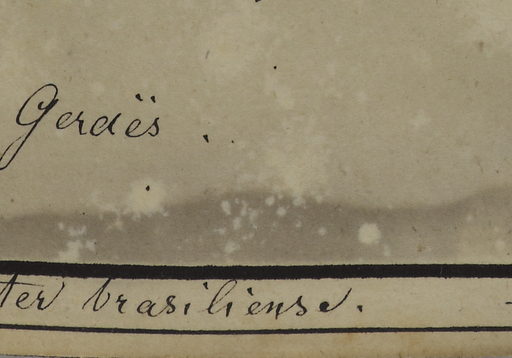 Gerdës
ter brasiliense.